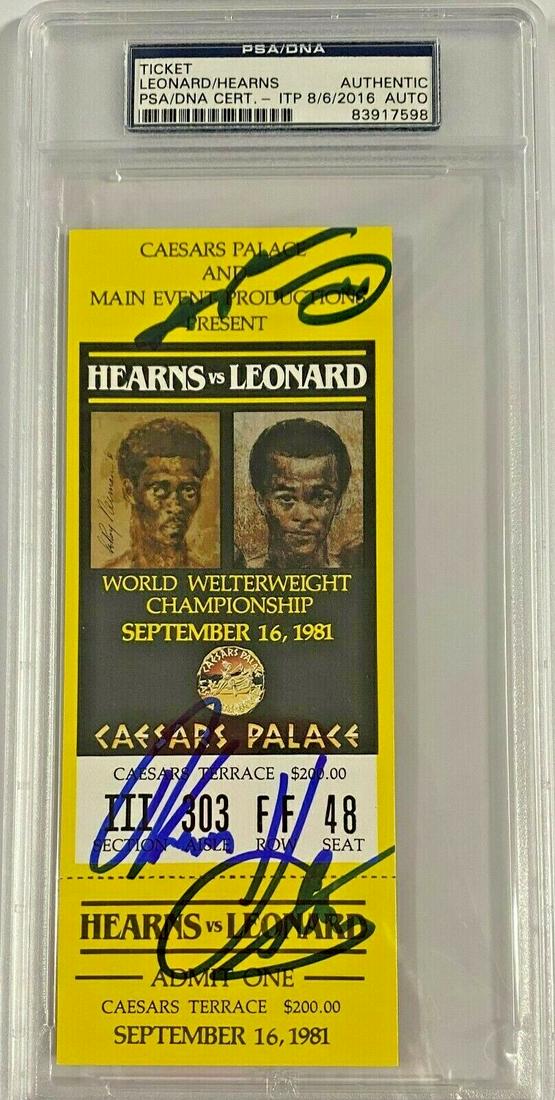 PSA/DNA
TICKET
LEONARD/HEARNS AUTHENTIC
PSA/DNA CERT. – ITP 8/6/2016 AUTO
83917598
CAESARS PALACE
AND
MAIN EVENT PRODUCTIONS
PRESENT
HEARNS VS LEONARD
WORLD WELTERWEIGHT
CHAMPIONSHIP
SEPTEMBER 16, 1981
CAESARS PALACE
CAESARS PALACE
CAESARS TERRACE $200.00
III 303 FF 48
SECTION AISLE ROW SEAT
HEARNS VS LEONARD
ADMIT ONE
CAESARS TERRACE $200.00
SEPTEMBER 16, 1981